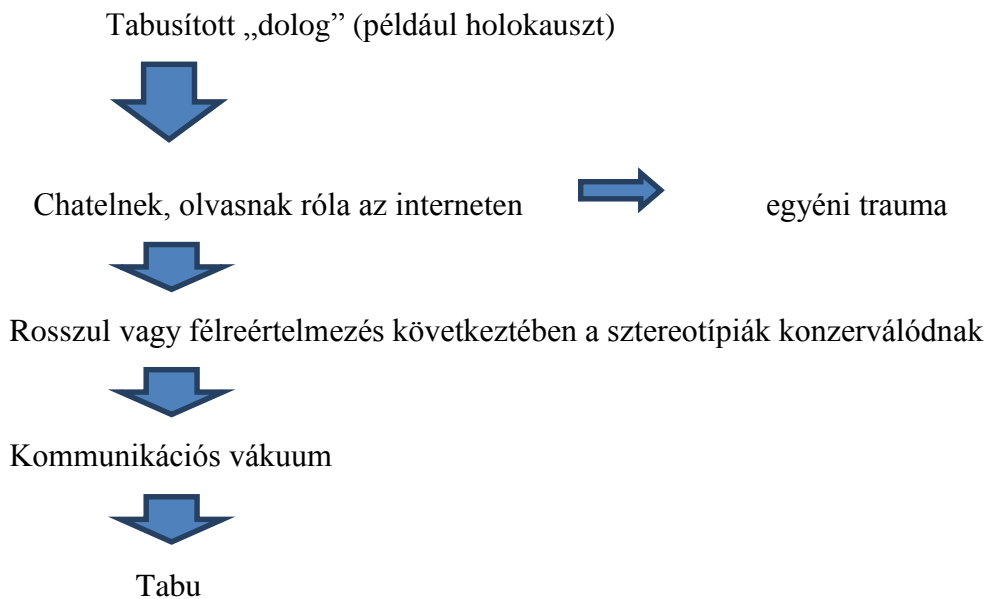 Tabusított „dolog” (például holokauszt)
Chatelnek, olvasnak róla az interneten
egyéni trauma
Rosszul vagy félreértelmezés következtében a sztereotípiák konzerválódnak
Kommunikációs vákuum
Tabu